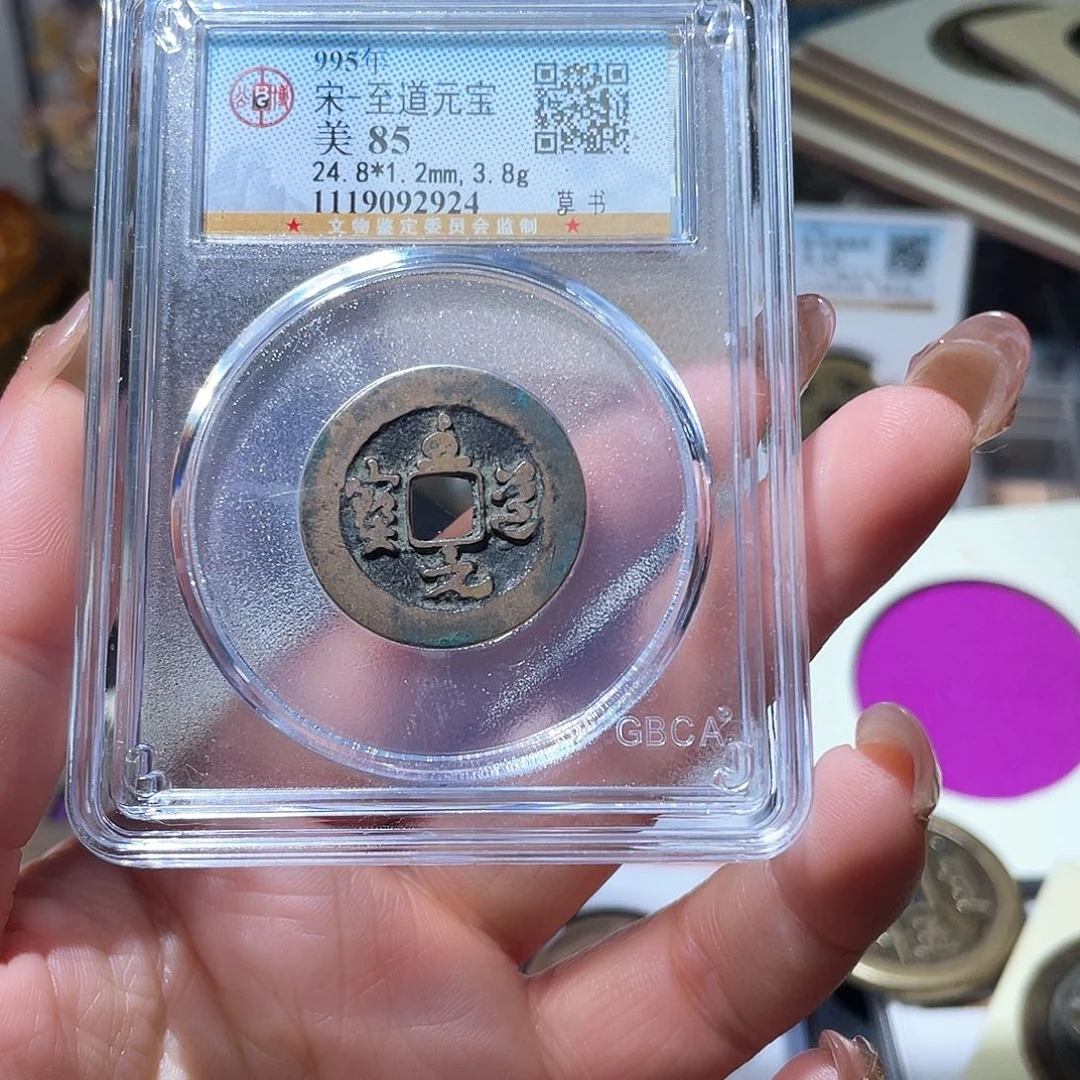 995年
宋-至道元宝
美 85
24.8*1.2mm, 3.8g
1119092924 草书
★ 文物鉴定委员会监制 ★
至道元寳
GBCA